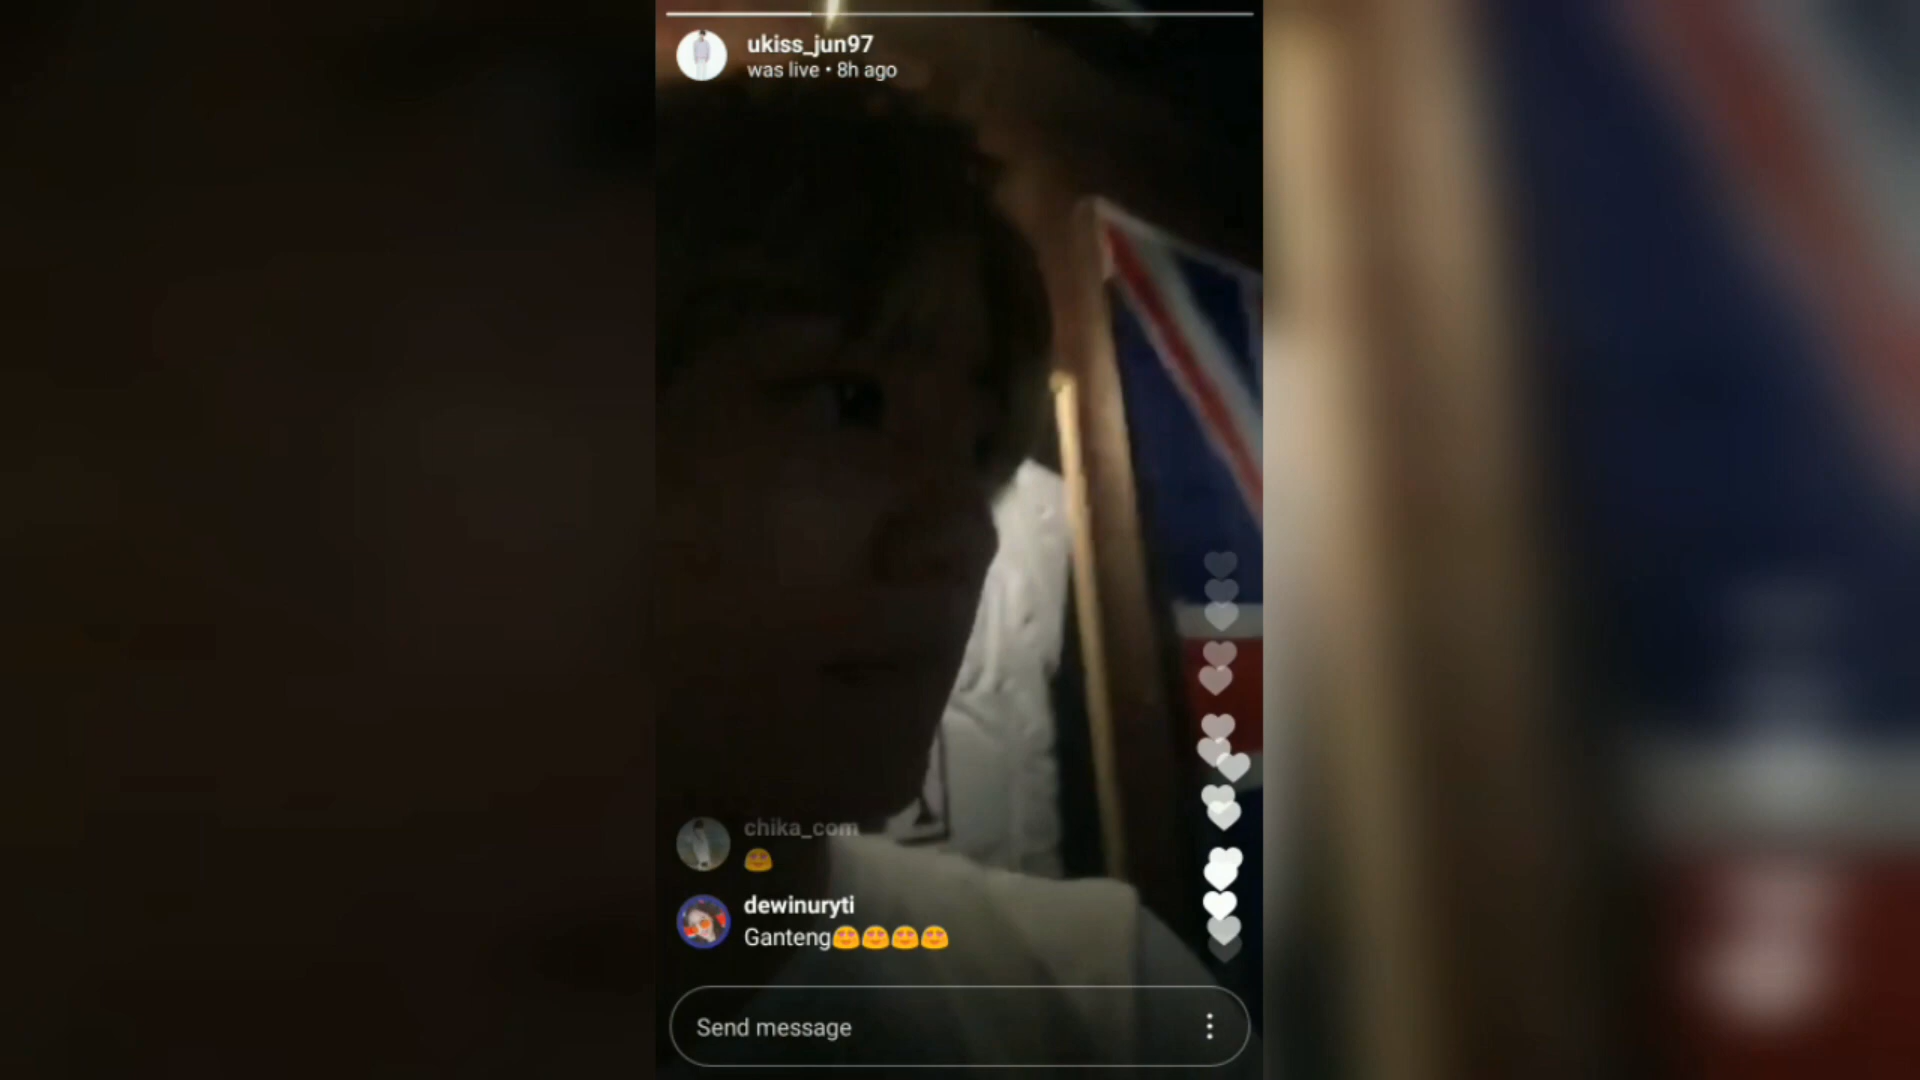 ukiss_jun97
was live • 8h ago
chika_com
😍
dewinuryti
Ganteng😍😍😍😍
Send message